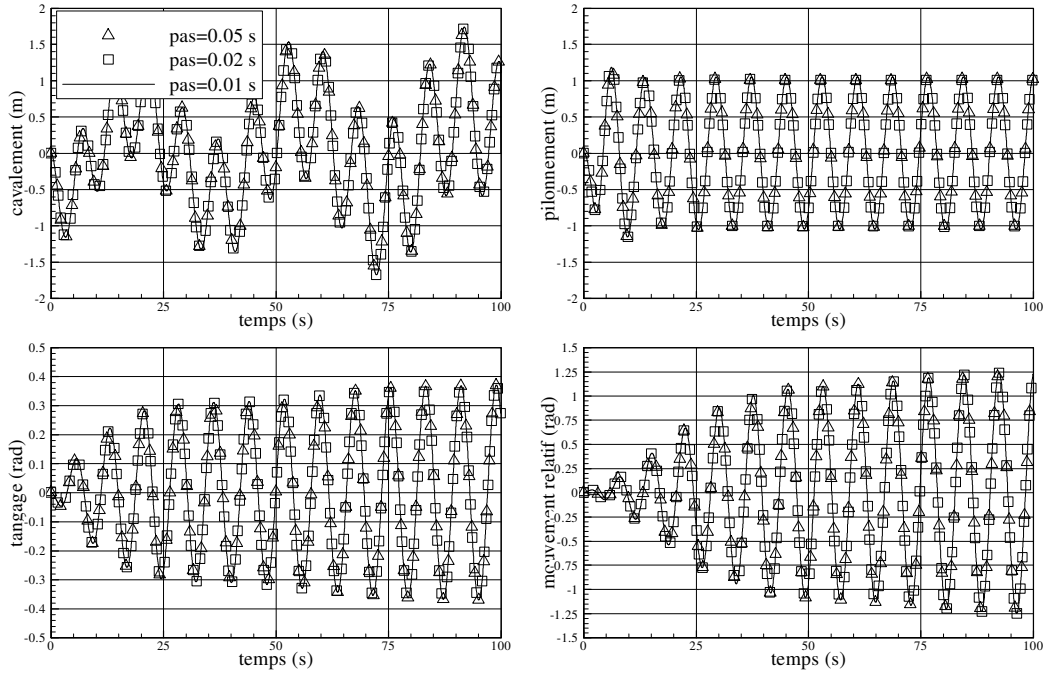 2
1.5
1
0.5
0
-0.5
-1
-1.5
-2
cavalement (m)
pas=0.05 s
pas=0.02 s
pas=0.01 s
0 25 50 75 100
temps (s)
2
1.5
1
0.5
0
-0.5
-1
-1.5
-2
pilonnement (m)
0 25 50 75 100
temps (s)
0.5
0.4
0.3
0.2
0.1
0
-0.1
-0.2
-0.3
-0.4
-0.5
tangage (rad)
0 25 50 75 100
temps (s)
1.5
1.25
1
0.75
0.5
0.25
0
-0.25
-0.5
-0.75
-1
-1.25
-1.5
mouvement relatif (rad)
0 25 50 75 100
temps (s)